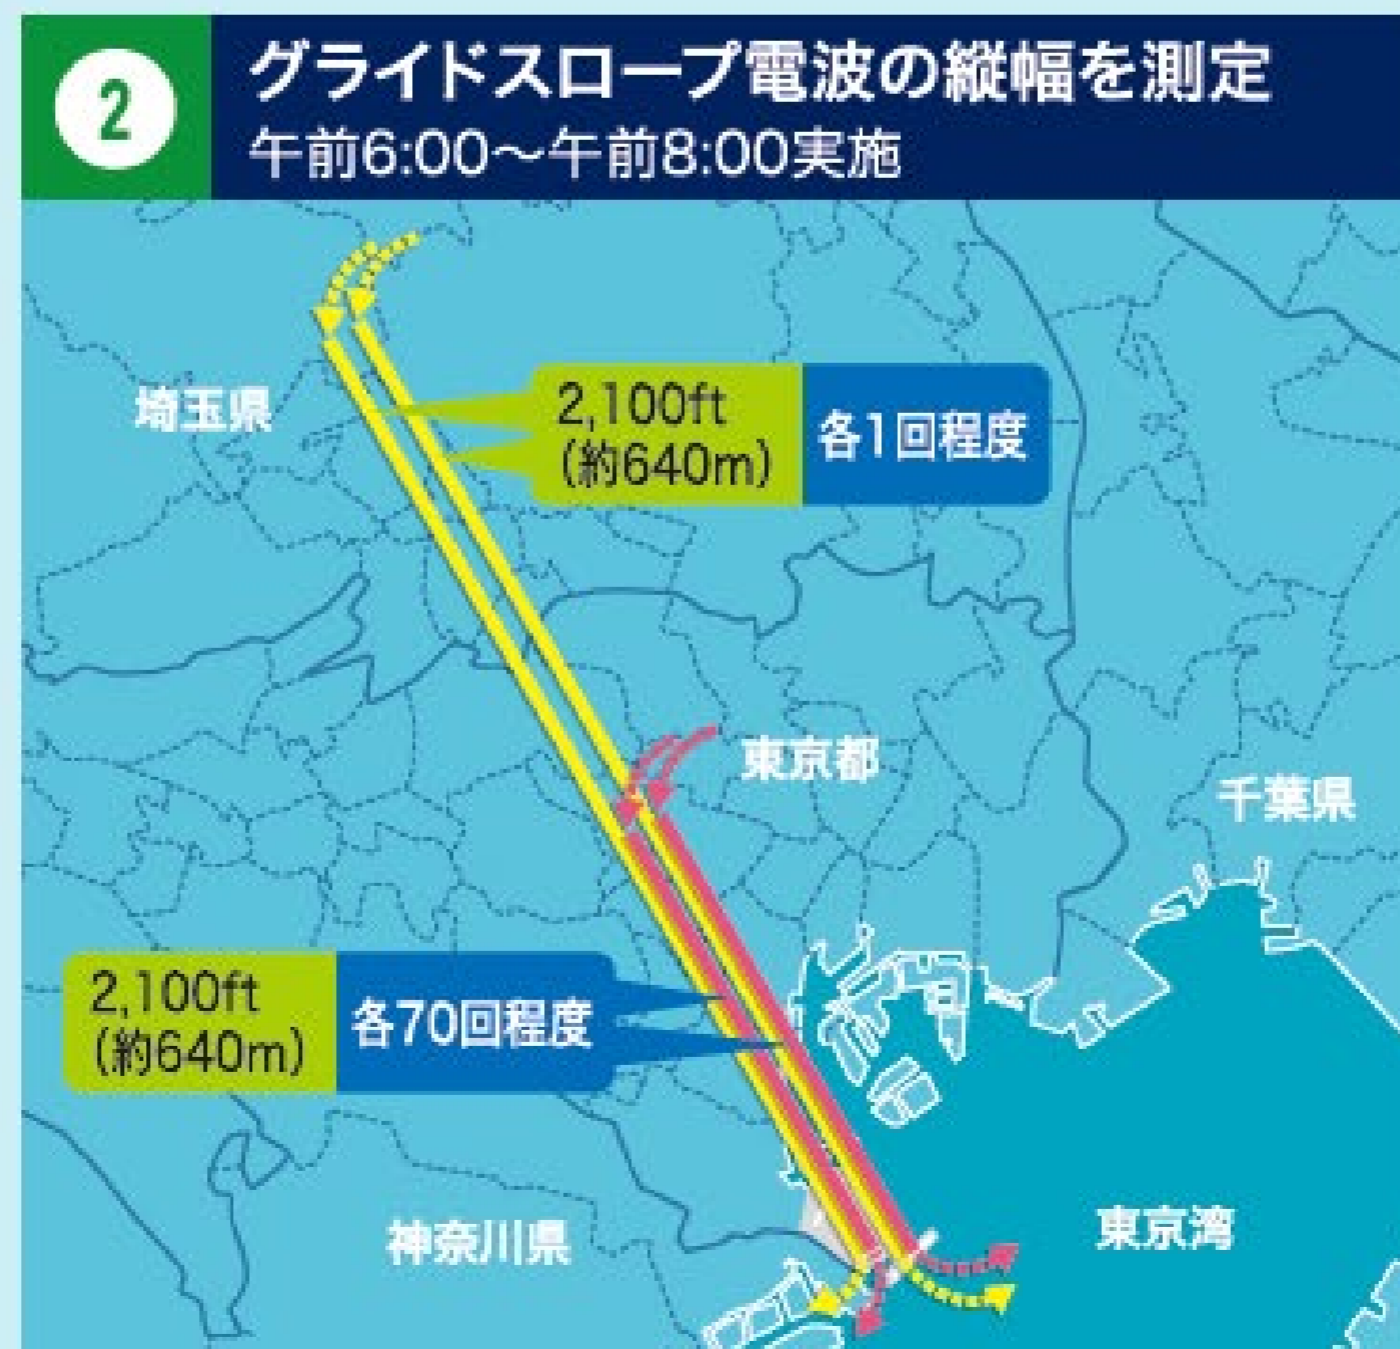 2
グライドスロープ電波の縦幅を測定
午前6:00～午前8:00実施
埼玉県
2,100ft
(約640m)
各1回程度
東京都
千葉県
2,100ft
(約640m)
各70回程度
神奈川県
東京湾